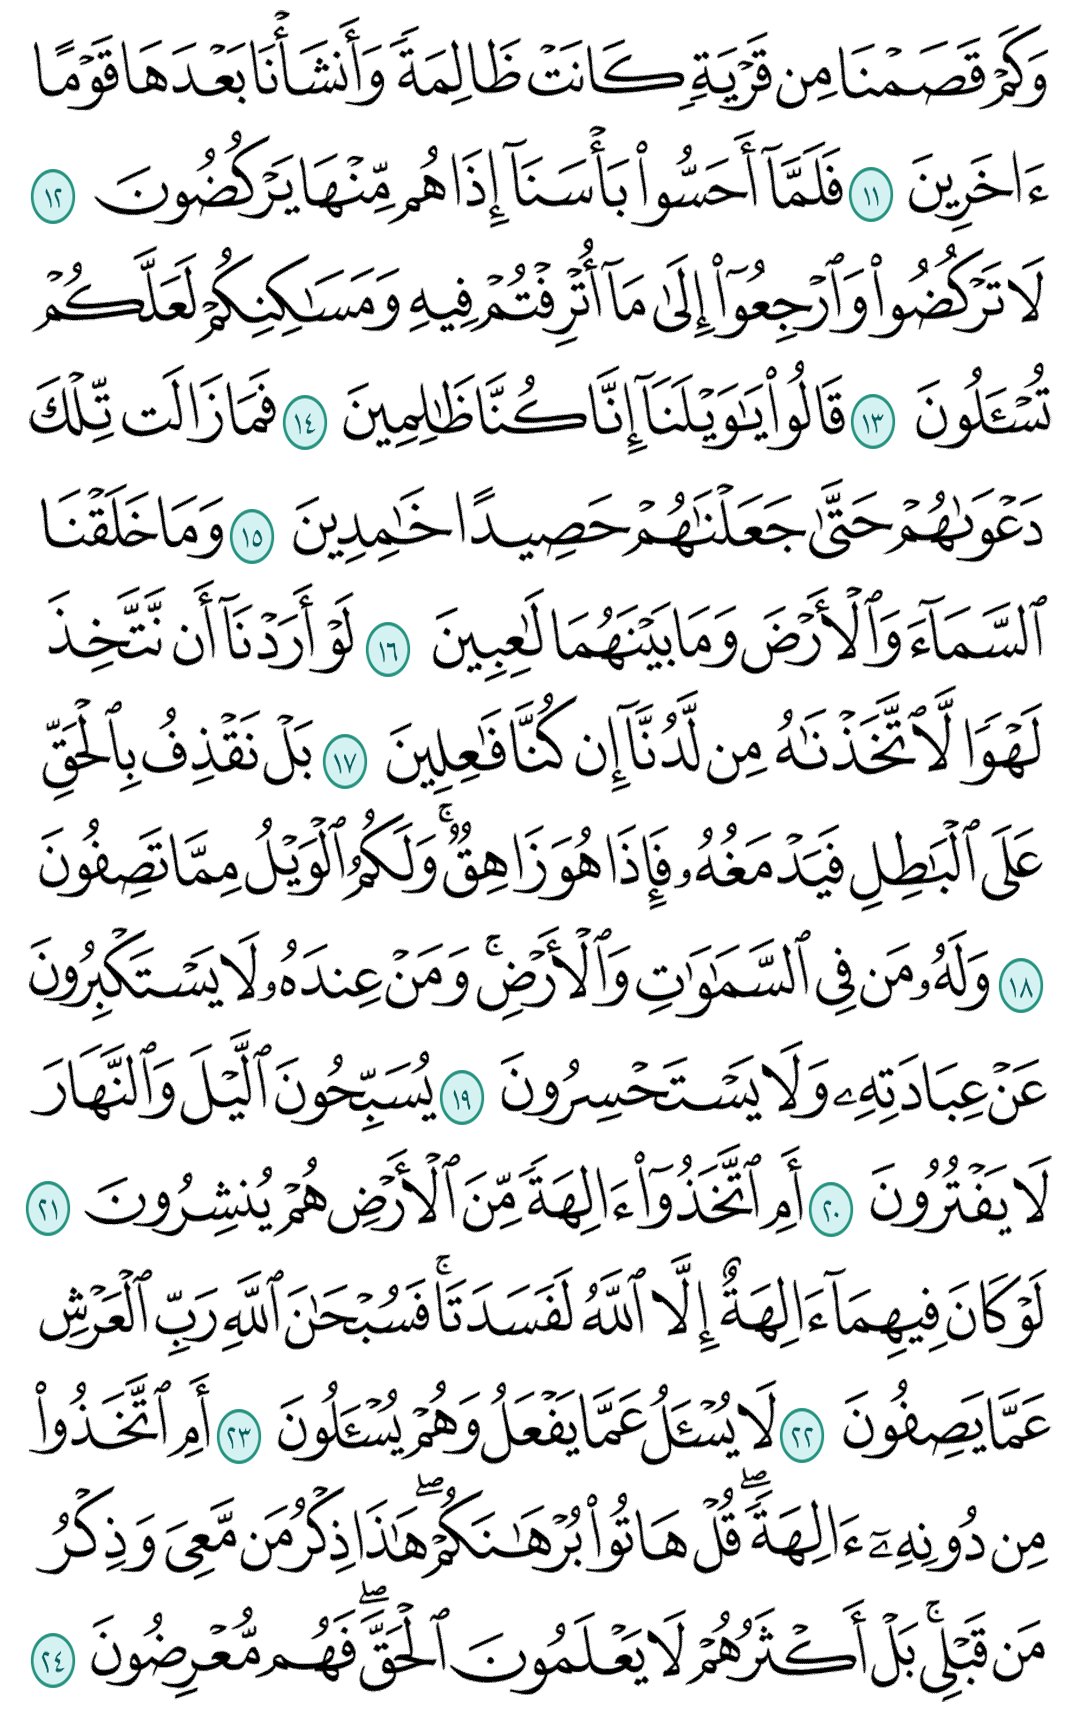 وَكَمْ قَصَمْنَا مِن قَرْيَةٍ كَانَتْ ظَالِمَةً وَأَنشَأْنَا بَعْدَهَا قَوْمًا
ءَاخَرِينَ ١١ فَلَمَّآ أَحَسُّوا۟ بَأْسَنَآ إِذَا هُم مِّنْهَا يَرْكُضُونَ ١٢
لَا تَرْكُضُوا۟ وَٱرْجِعُوٓا۟ إِلَىٰ مَآ أُتْرِفْتُمْ فِيهِ وَمَسَـٰكِنِكُمْ لَعَلَّكُمْ
تُسْـَٔلُونَ ١٣ قَالُوا۟ يَـٰوَيْلَنَآ إِنَّا كُنَّا ظَـٰلِمِينَ ١٤ فَمَا زَالَت تِّلْكَ
دَعْوَىٰهُمْ حَتَّىٰ جَعَلْنَـٰهُمْ حَصِيدًا خَـٰمِدِينَ ١٥ وَمَا خَلَقْنَا
ٱلسَّمَآءَ وَٱلْأَرْضَ وَمَا بَيْنَهُمَا لَـٰعِبِينَ ١٦ لَوْ أَرَدْنَآ أَن نَّتَّخِذَ
لَهْوًا لَّٱتَّخَذْنَـٰهُ مِن لَّدُنَّآ إِن كُنَّا فَـٰعِلِينَ ١٧ بَلْ نَقْذِفُ بِٱلْحَقِّ
عَلَى ٱلْبَـٰطِلِ فَيَدْمَغُهُۥ فَإِذَا هُوَ زَاهِقٌ ۚ وَلَكُمُ ٱلْوَيْلُ مِمَّا تَصِفُونَ
١٨ وَلَهُۥ مَن فِى ٱلسَّمَـٰوَٰتِ وَٱلْأَرْضِ ۚ وَمَنْ عِندَهُۥ لَا يَسْتَكْبِرُونَ
عَنْ عِبَادَتِهِۦ وَلَا يَسْتَحْسِرُونَ ١٩ يُسَبِّحُونَ ٱلَّيْلَ وَٱلنَّهَارَ
لَا يَفْتُرُونَ ٢٠ أَمِ ٱتَّخَذُوٓا۟ ءَالِهَةً مِّنَ ٱلْأَرْضِ هُمْ يُنشِرُونَ ٢١
لَوْ كَانَ فِيهِمَآ ءَالِهَةٌ إِلَّا ٱللَّهُ لَفَسَدَتَا ۚ فَسُبْحَـٰنَ ٱللَّهِ رَبِّ ٱلْعَرْشِ
عَمَّا يَصِفُونَ ٢٢ لَا يُسْـَٔلُ عَمَّا يَفْعَلُ وَهُمْ يُسْـَٔلُونَ ٢٣ أَمِ ٱتَّخَذُوا۟
مِن دُونِهِۦٓ ءَالِهَةً ۖ قُلْ هَاتُوا۟ بُرْهَـٰنَكُمْ ۖ هَـٰذَا ذِكْرُ مَن مَّعِىَ وَذِكْرُ
مَن قَبْلِى ۚ بَلْ أَكْثَرُهُمْ لَا يَعْلَمُونَ ٱلْحَقَّ ۖ فَهُم مُّعْرِضُونَ ٢٤